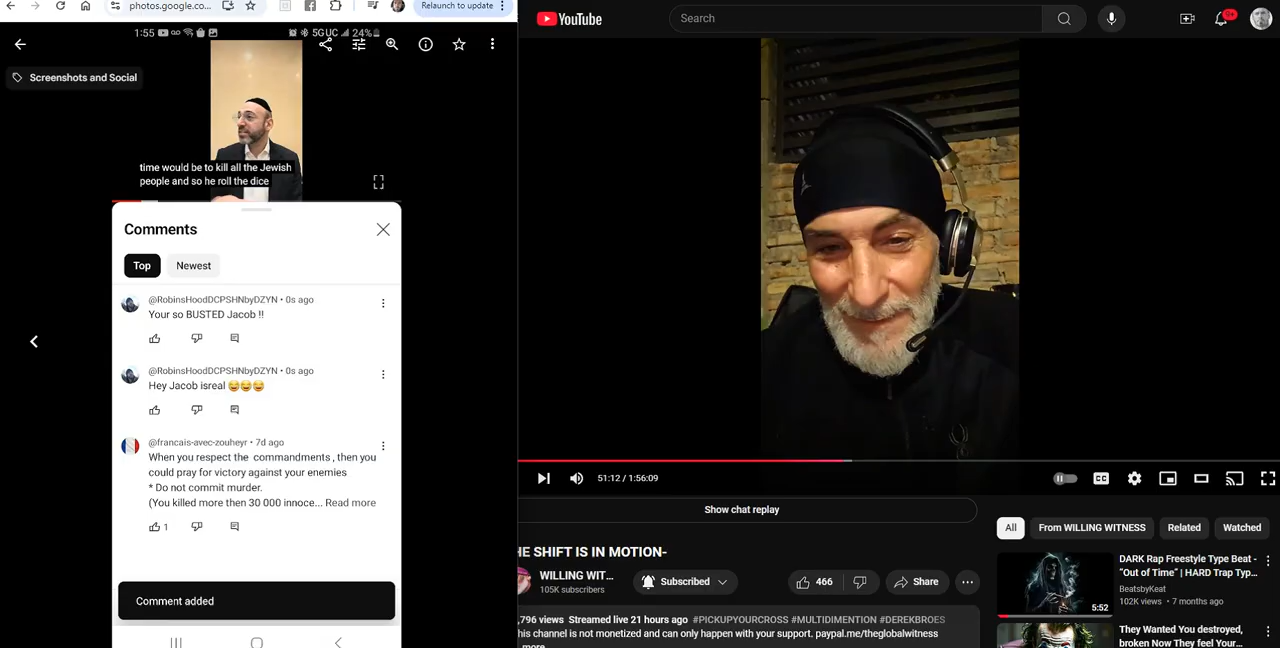 photos.google.co...
Relaunch to update
1:55
5GUC
24%
Screenshots and Social
time would be to kill all the Jewish
people and so he roll the dice
Comments
Top
Newest
@RobinsHoodDCPSHNbyDZYN • 0s ago
Your so BUSTED Jacob !!
@RobinsHoodDCPSHNbyDZYN • 0s ago
Hey Jacob isreal 😂😂😂
@francais-avec-zouheyr • 7d ago
When you respect the commandments , then you
could pray for victory against your enemies
* Do not commit murder.
(You killed more then 30 000 innoce... Read more
1
Comment added
YouTube
Search
9+
51:12 / 1:56:09
CC
Show chat replay
HE SHIFT IS IN MOTION-
WILLING WIT...
105K subscribers
Subscribed
466
Share
,796 views Streamed live 21 hours ago #PICKUPYOURCROSS #MULTIDIMENTION #DEREKBROES
his channel is not monetized and can only happen with your support. paypal.me/theglobalwitness
more
All
From WILLING WITNESS
Related
Watched
5:52
DARK Rap Freestyle Type Beat -
"Out of Time" | HARD Trap Typ...
BeatsbyKeat
102K views • 7 months ago
They Wanted You destroyed,
broken Now They feel Your